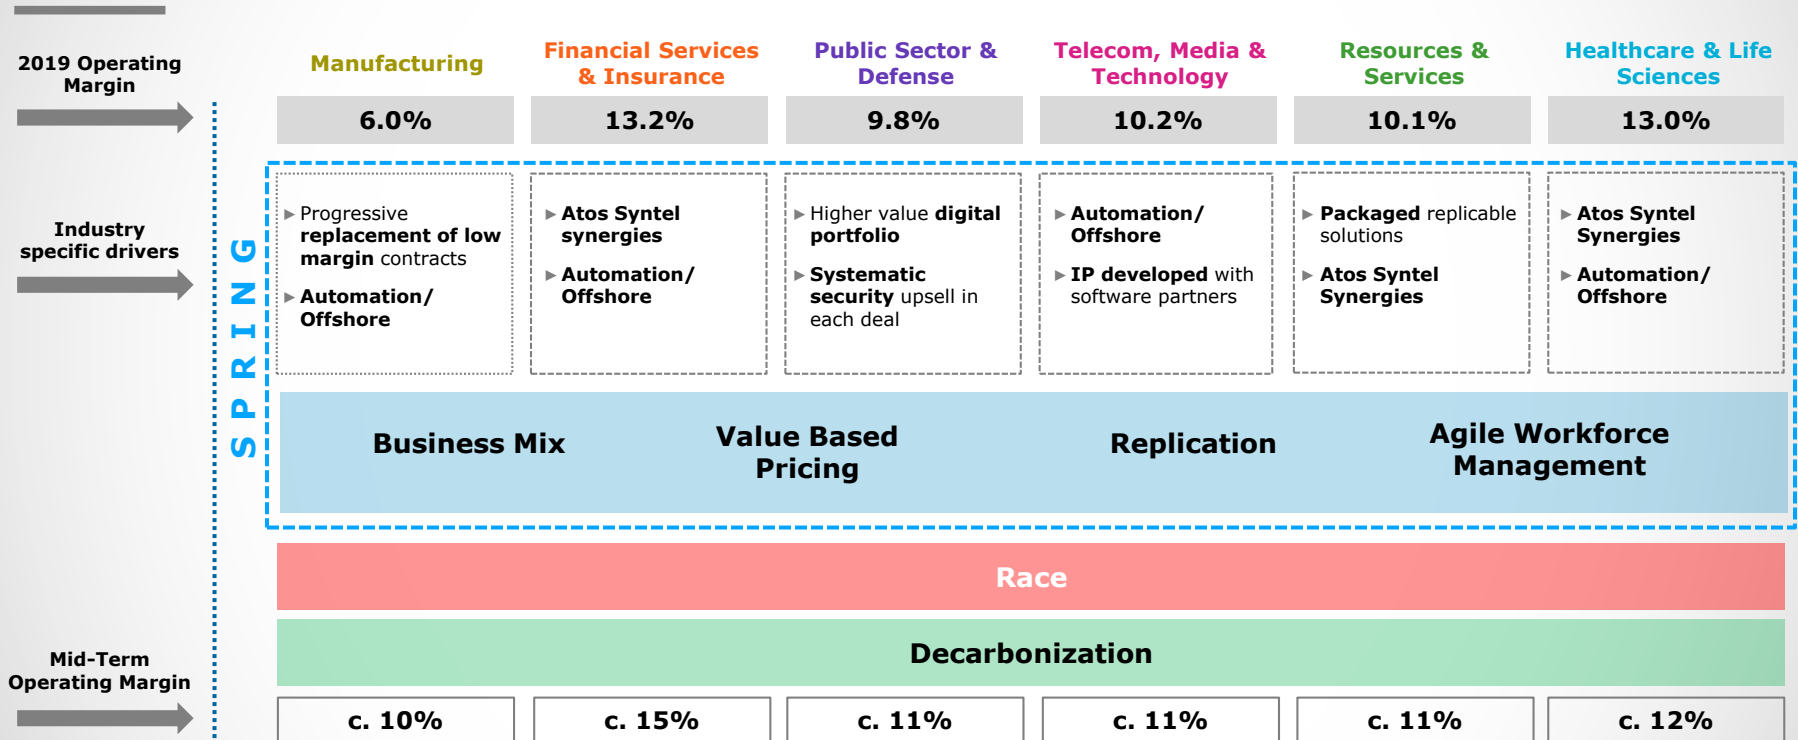 2019 Operating
Margin
Manufacturing
Financial Services
& Insurance
Public Sector &
Defense
Telecom, Media &
Technology
Resources &
Services
Healthcare & Life
Sciences
6.0%
13.2%
9.8%
10.2%
10.1%
13.0%
Industry
specific drivers
SPRING
► Progressive
replacement of low
margin contracts
► Automation/
Offshore
► Atos Syntel
synergies
► Automation/
Offshore
► Higher value digital
portfolio
► Systematic
security upsell in
each deal
► Automation/
Offshore
► IP developed with
software partners
► Packaged replicable
solutions
► Atos Syntel
Synergies
► Atos Syntel
Synergies
► Automation/
Offshore
Business Mix
Value Based
Pricing
Replication
Agile Workforce
Management
Race
Decarbonization
Mid-Term
Operating Margin
c. 10%
c. 15%
c. 11%
c. 11%
c. 11%
c. 12%